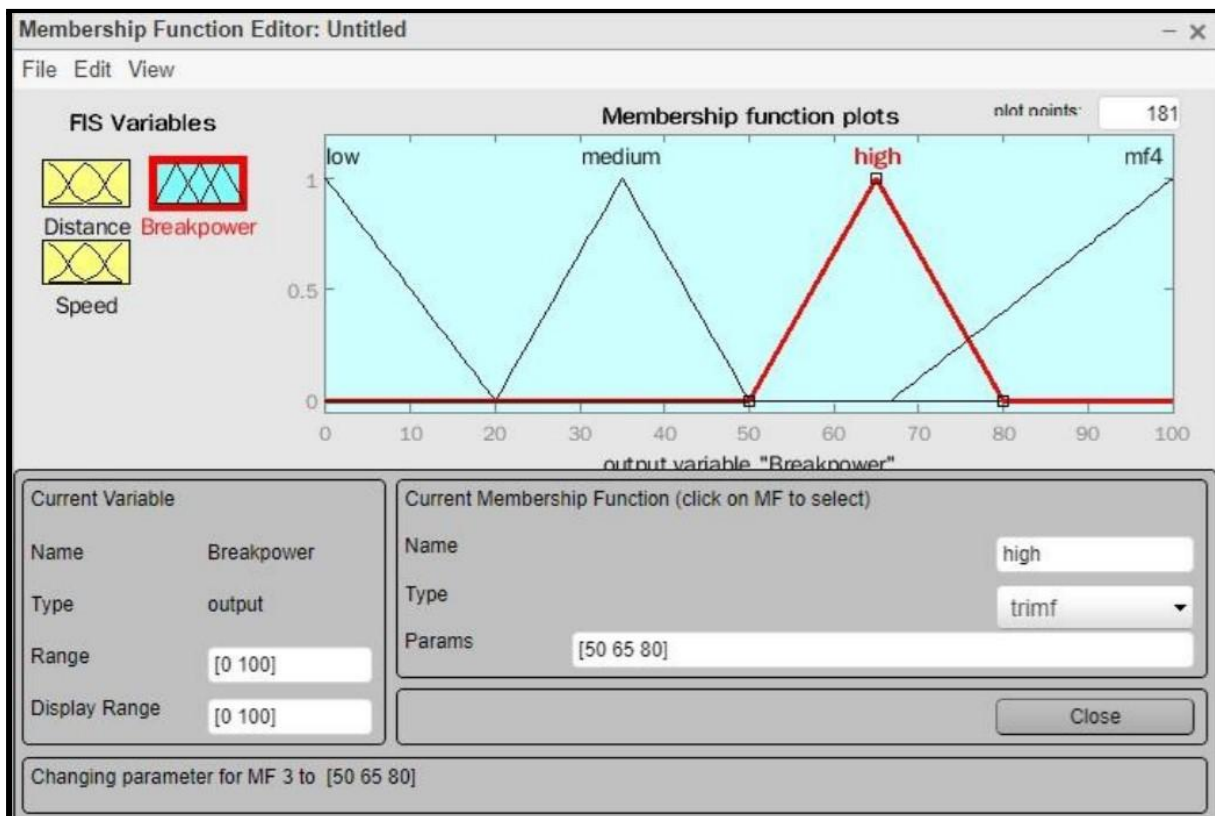 Membership Function Editor: Untitled
File Edit View
FIS Variables
Membership function plots
plot points:
181
low
medium
high
mf4
Distance
Breakpower
Speed
1
0.5
0
0 10 20 30 40 50 60 70 80 90 100
output variable "Breakpower"
Current Variable
Name Breakpower
Type output
Range [0 100]
Display Range [0 100]
Current Membership Function (click on MF to select)
Name high
Type trimf
Params [50 65 80]
Close
Changing parameter for MF 3 to [50 65 80]